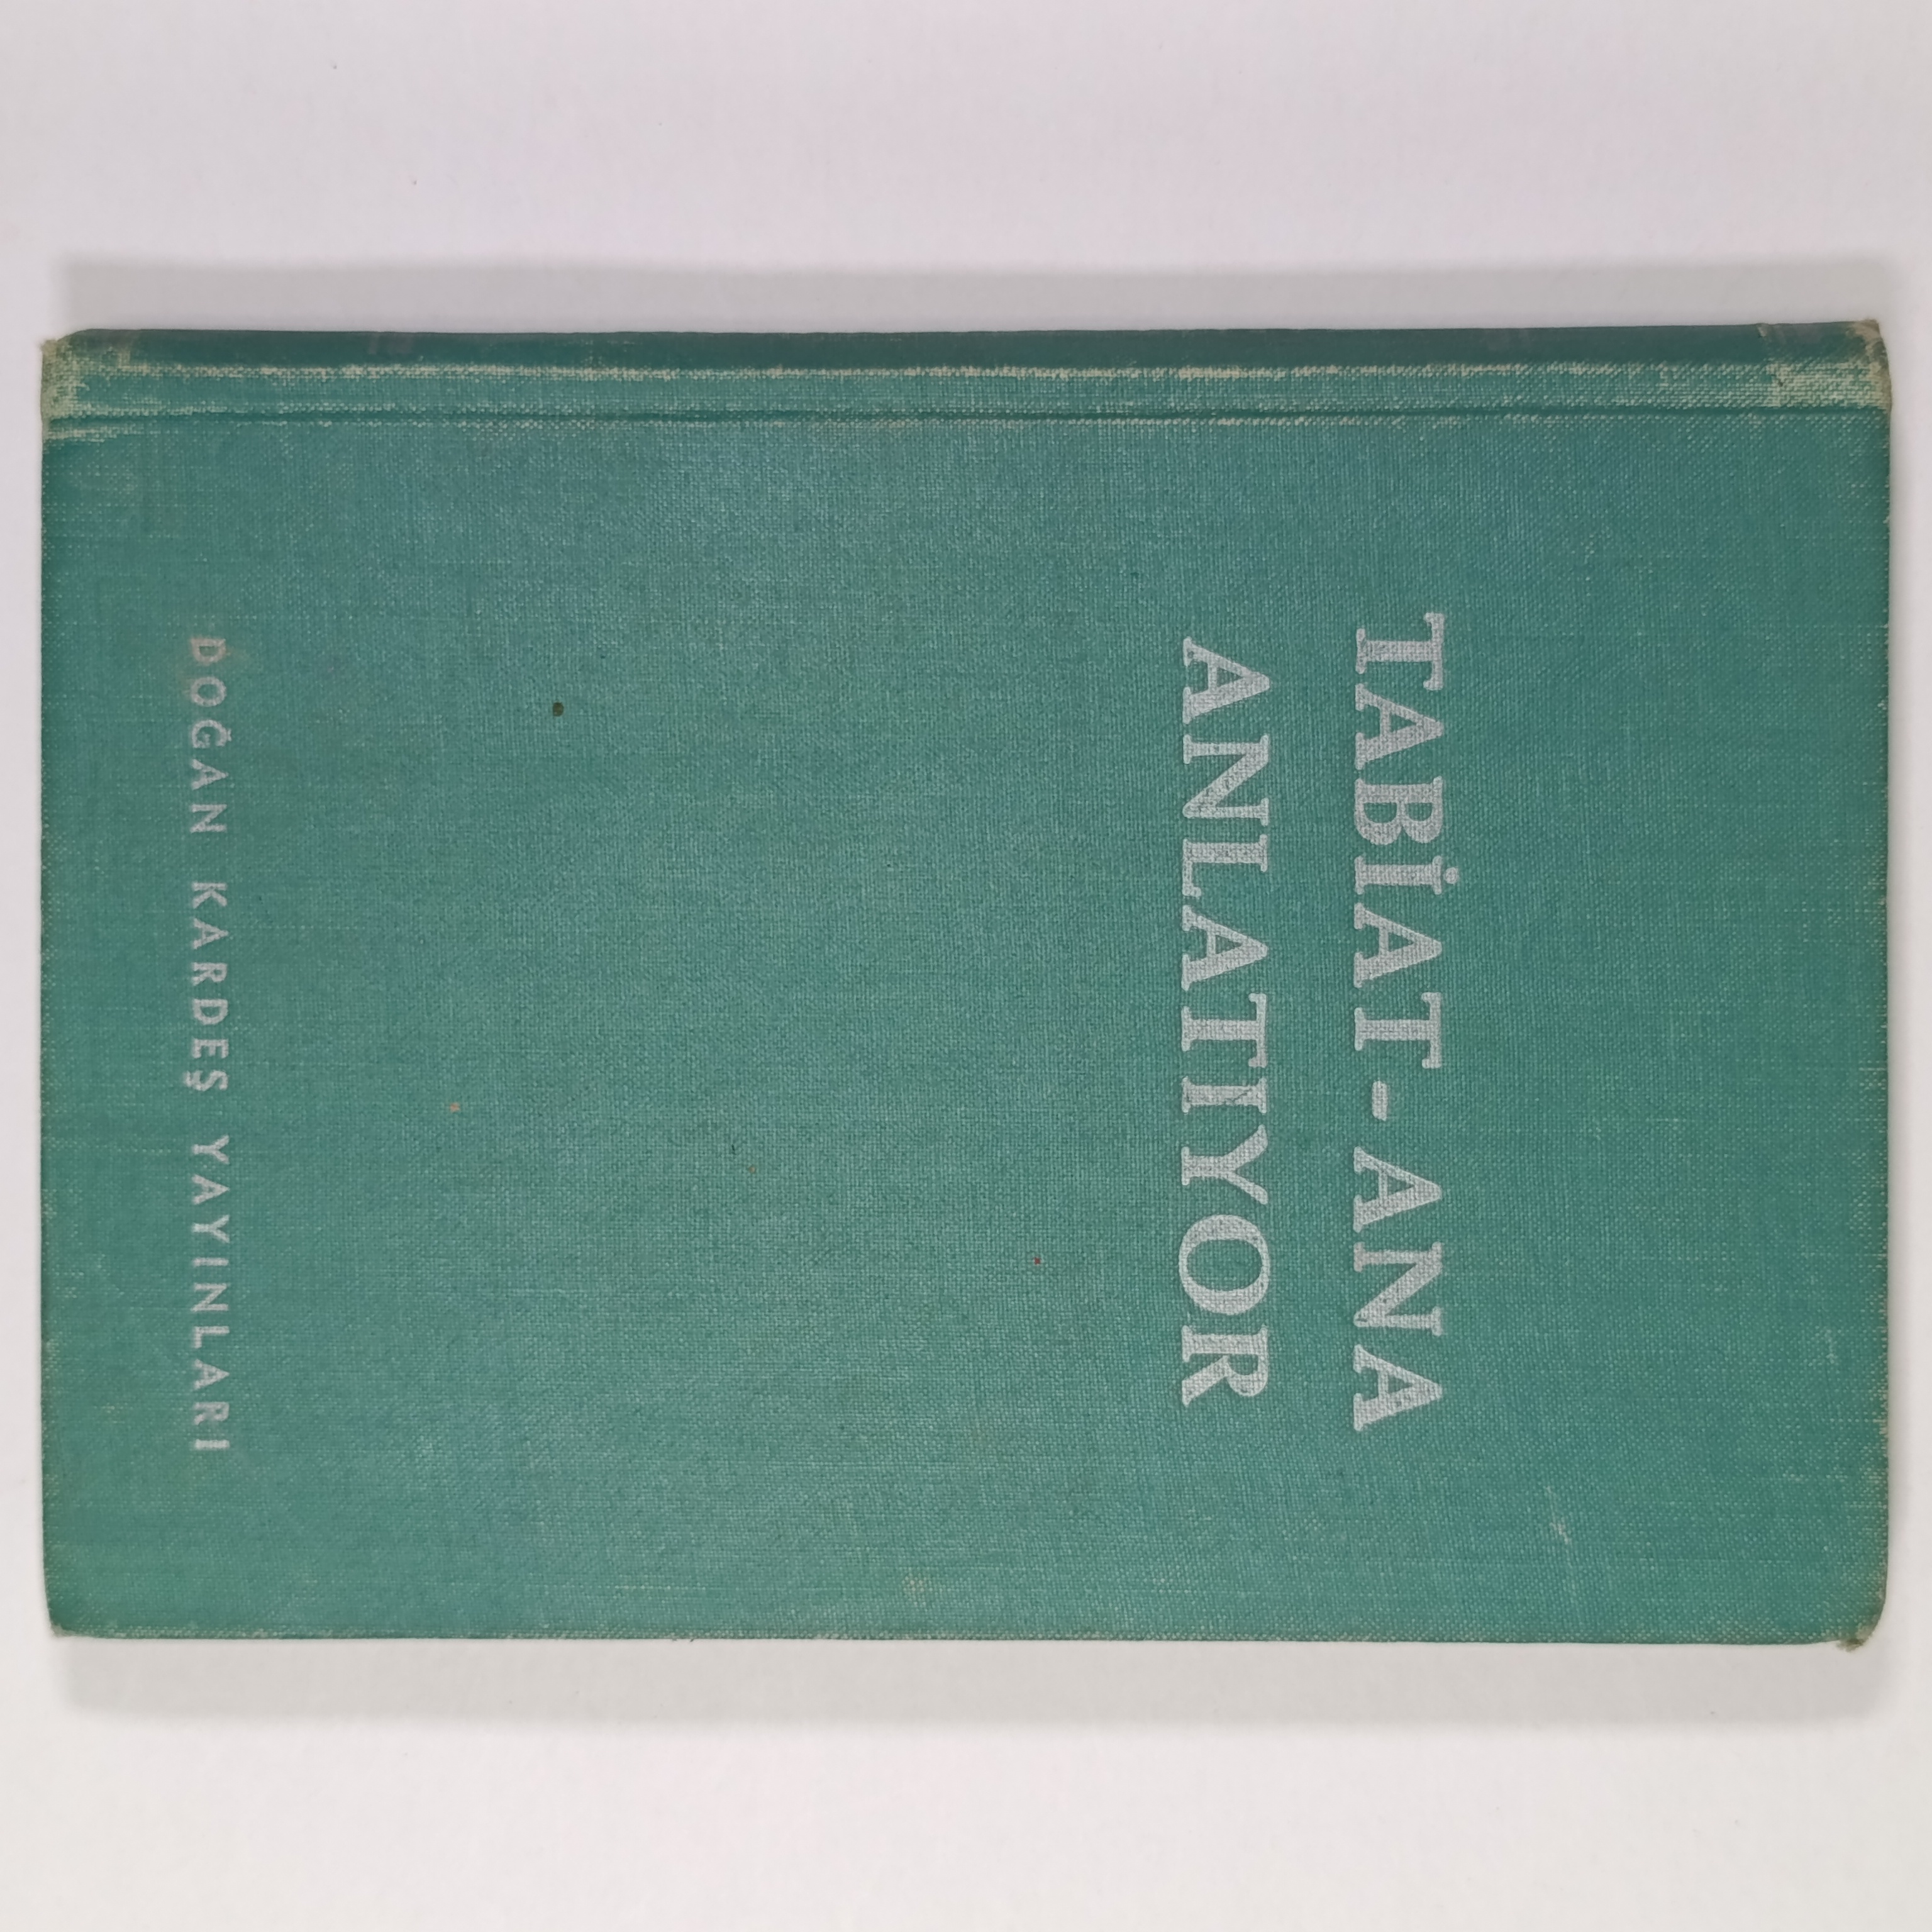 TABİAT-ANA
ANLATIYOR
DOĞAN KARDEŞ YAYINLARI